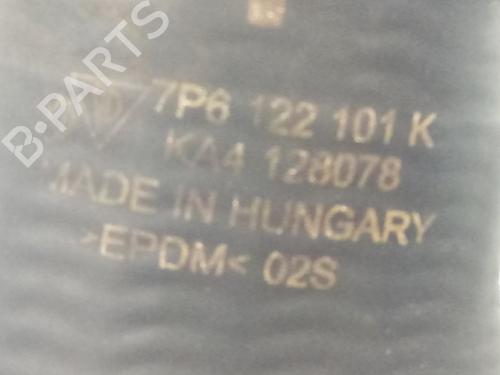 B-PARTS
7P6 122 101 K
KA4 128078
MADE IN HUNGARY
>EPDM< 02S